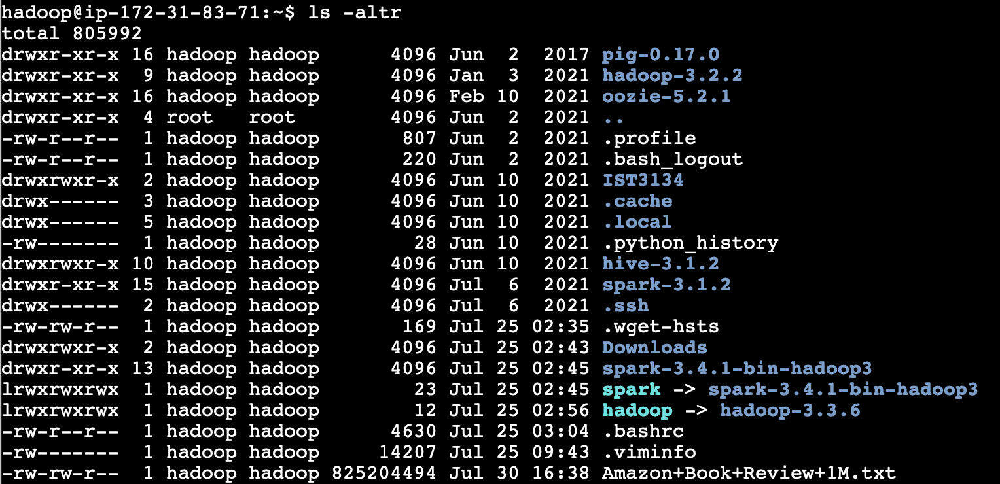 hadoop@ip-172-31-83-71:~$ ls -altr
total 805992
drwxr-xr-x 16 hadoop hadoop      4096 Jun  2  2017 pig-0.17.0
drwxr-xr-x  9 hadoop hadoop      4096 Jan  3  2021 hadoop-3.2.2
drwxr-xr-x 16 hadoop hadoop      4096 Feb 10  2021 oozie-5.2.1
drwxr-xr-x  4 root   root        4096 Jun  2  2021 ..
-rw-r--r--  1 hadoop hadoop       807 Jun  2  2021 .profile
-rw-r--r--  1 hadoop hadoop       220 Jun  2  2021 .bash_logout
drwxrwxr-x  2 hadoop hadoop      4096 Jun 10  2021 IST3134
drwx------  3 hadoop hadoop      4096 Jun 10  2021 .cache
drwx------  5 hadoop hadoop      4096 Jun 10  2021 .local
-rw-------  1 hadoop hadoop        28 Jun 10  2021 .python_history
drwxrwxr-x 10 hadoop hadoop      4096 Jun 10  2021 hive-3.1.2
drwxr-xr-x 15 hadoop hadoop      4096 Jul  6  2021 spark-3.1.2
drwx------  2 hadoop hadoop      4096 Jul  6  2021 .ssh
-rw-rw-r--  1 hadoop hadoop       169 Jul 25 02:35 .wget-hsts
drwxrwxr-x  2 hadoop hadoop      4096 Jul 25 02:43 Downloads
drwxr-xr-x 13 hadoop hadoop      4096 Jul 25 02:45 spark-3.4.1-bin-hadoop3
lrwxrwxrwx  1 hadoop hadoop        23 Jul 25 02:45 spark -> spark-3.4.1-bin-hadoop3
lrwxrwxrwx  1 hadoop hadoop        12 Jul 25 02:56 hadoop -> hadoop-3.3.6
-rw-r--r--  1 hadoop hadoop      4630 Jul 25 03:04 .bashrc
-rw-------  1 hadoop hadoop     14207 Jul 25 09:43 .viminfo
-rw-rw-r--  1 hadoop hadoop 825204494 Jul 30 16:38 Amazon+Book+Review+1M.txt